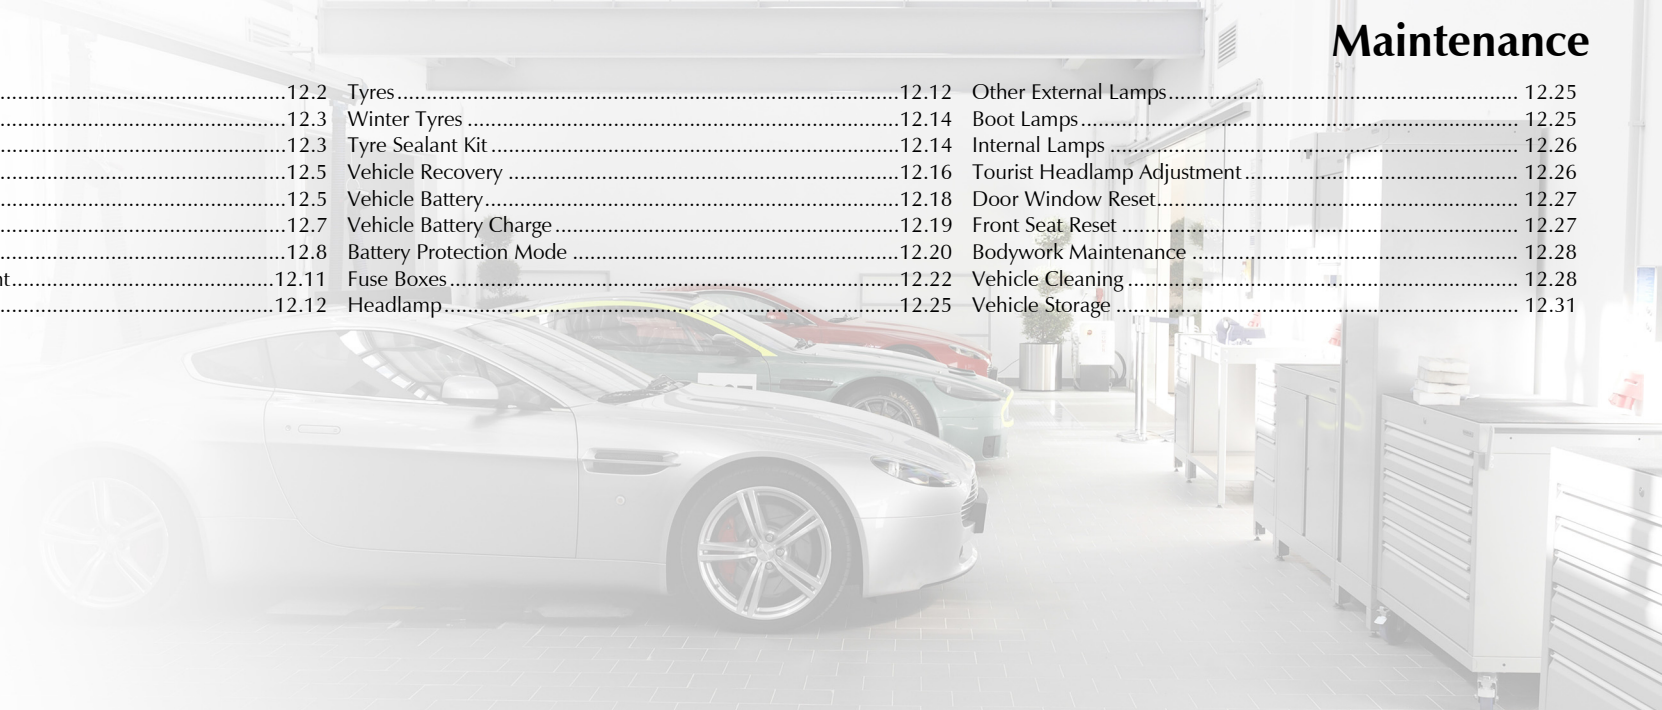 Maintenance
12.2
12.3
12.3
12.5
12.5
12.7
12.8
nt 12.11
12.12
Tyres 12.12
Winter Tyres 12.14
Tyre Sealant Kit 12.14
Vehicle Recovery 12.16
Vehicle Battery 12.18
Vehicle Battery Charge 12.19
Battery Protection Mode 12.20
Fuse Boxes 12.22
Headlamp 12.25
Other External Lamps 12.25
Boot Lamps 12.25
Internal Lamps 12.26
Tourist Headlamp Adjustment 12.26
Door Window Reset 12.27
Front Seat Reset 12.27
Bodywork Maintenance 12.28
Vehicle Cleaning 12.28
Vehicle Storage 12.31